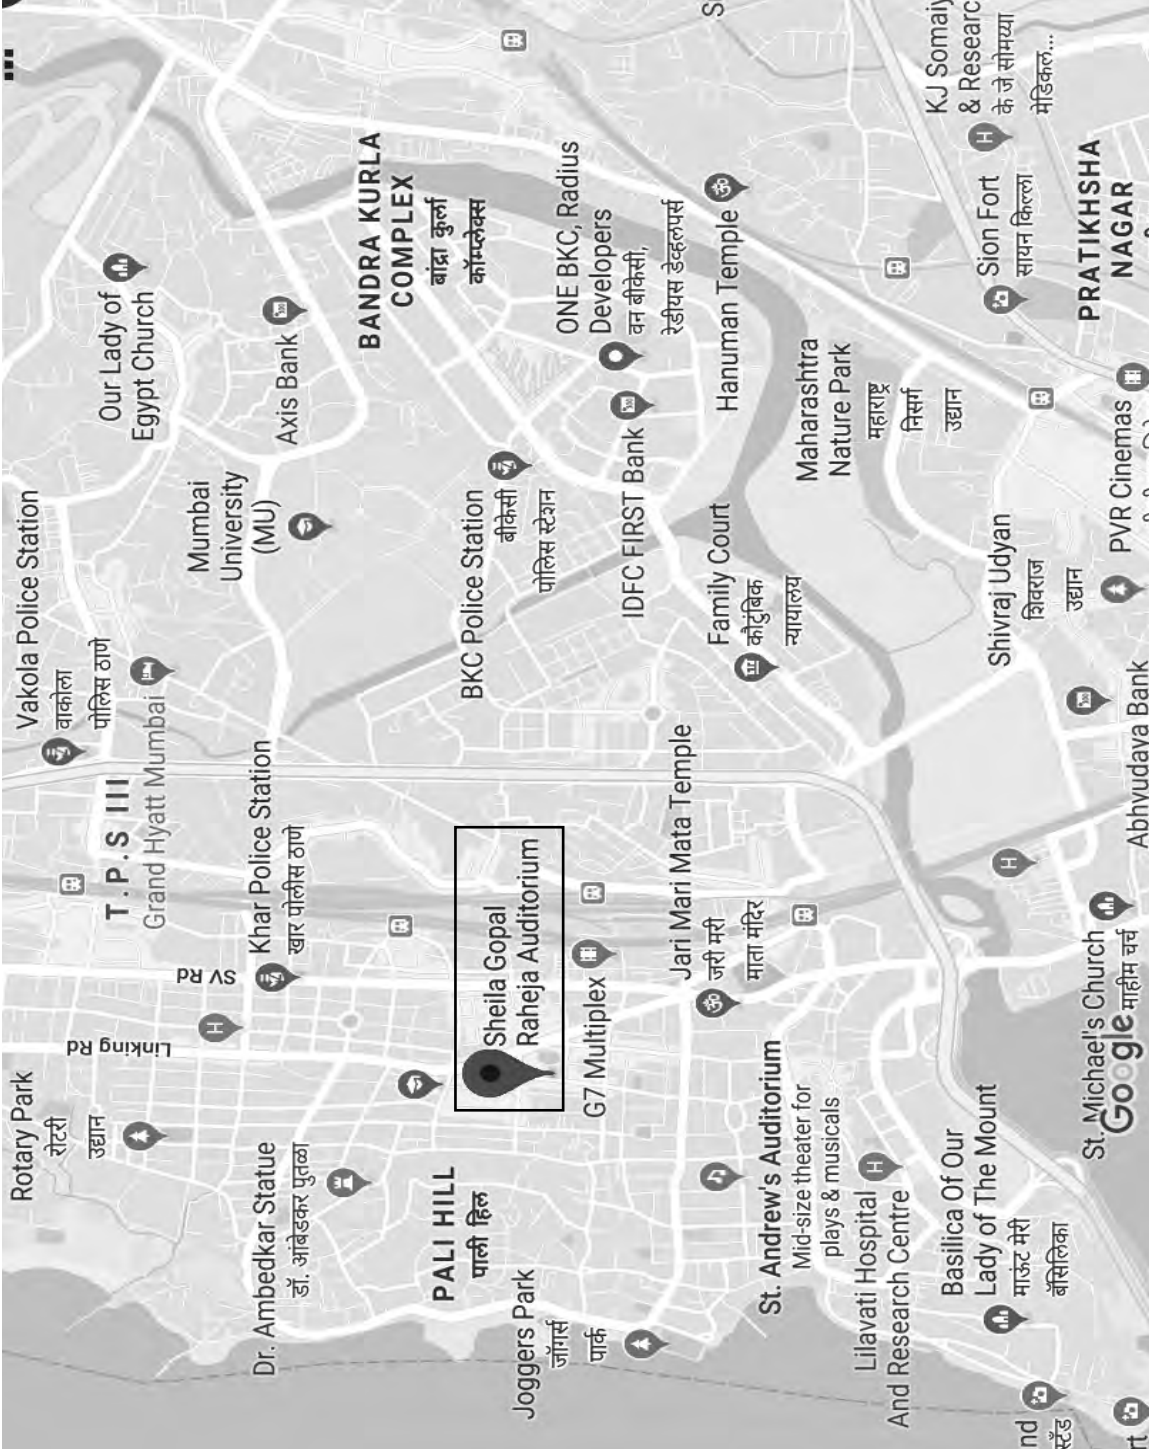 Rotary Park
रोटरी
उद्यान
Vakola Police Station
वाकोला
पोलिस ठाणे
Linking Rd
T.P.S III
Grand Hyatt Mumbai
Our Lady of
Egypt Church
SV Rd
Mumbai
University
(MU)
Dr. Ambedkar Statue
डॉ. आंबेडकर पुतळा
Khar Police Station
खार पोलीस ठाणे
Axis Bank
BANDRA KURLA
COMPLEX
बांद्रा कुर्ला
कॉम्प्लेक्स
PALI HILL
पाली हिल
Sheila Gopal
Raheja Auditorium
BKC Police Station
बीकेसी
पोलिस स्टेशन
Joggers Park
जॉगर्स
पार्क
G7 Multiplex
ONE BKC, Radius
Developers
वन बीकेसी,
रेडीयस डेव्हलपर्स
IDFC FIRST Bank
Jari Mari Mata Temple
जरी मरी
माता मंदिर
Family Court
कौटुंबिक
न्यायालय
Hanuman Temple
St. Andrew's Auditorium
Mid-size theater for
plays & musicals
Maharashtra
Nature Park
महाराष्ट्र
निसर्ग
उद्यान
Lilavati Hospital
And Research Centre
KJ Somaiy
& Researc
के जे सोमय्या
मेडिकल...
Basilica Of Our
Lady of The Mount
माऊंट मेरी
बॅसिलिका
Shivraj Udyan
शिवराज
उद्यान
Sion Fort
सायन किल्ला
PRATIKHSHA
NAGAR
St. Michael's Church
माहीम चर्च
Google
Abhyudaya Bank
PVR Cinemas
nd
स्टँड
rt